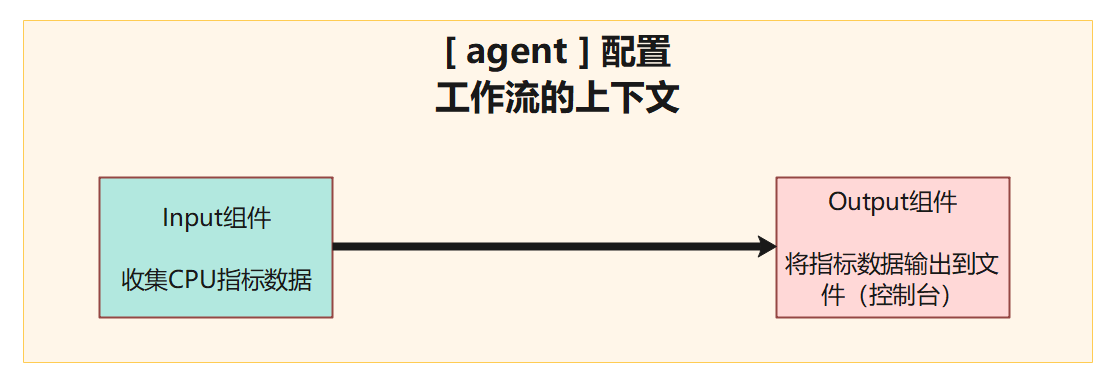 [ agent ] 配置
工作流的上下文
Input组件
收集CPU指标数据
Output组件
将指标数据输出到文
件（控制台）